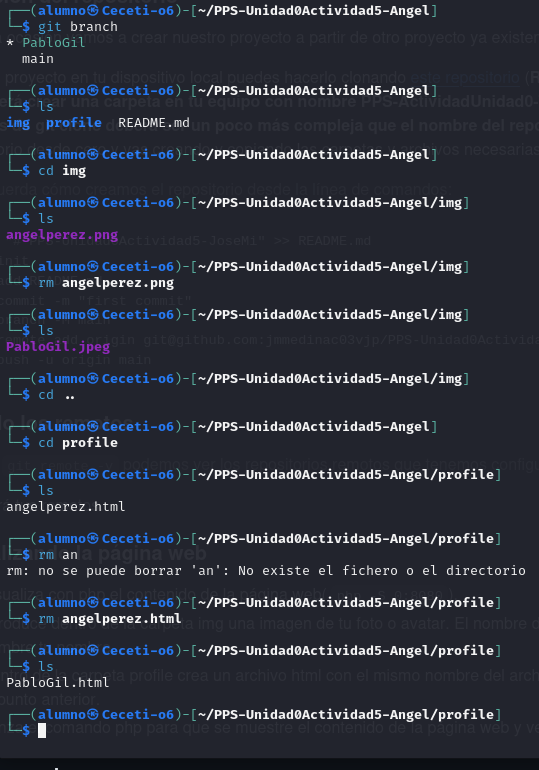 ┌──(alumno㉿Ceceti-o6)-[~/PPS-Unidad0Actividad5-Angel]
└─$ git branch
* PabloGil
  main
┌──(alumno㉿Ceceti-o6)-[~/PPS-Unidad0Actividad5-Angel]
└─$ ls
img  profile  README.md
┌──(alumno㉿Ceceti-o6)-[~/PPS-Unidad0Actividad5-Angel]
└─$ cd img
┌──(alumno㉿Ceceti-o6)-[~/PPS-Unidad0Actividad5-Angel/img]
└─$ ls
angelperez.png
┌──(alumno㉿Ceceti-o6)-[~/PPS-Unidad0Actividad5-Angel/img]
└─$ rm angelperez.png
┌──(alumno㉿Ceceti-o6)-[~/PPS-Unidad0Actividad5-Angel/img]
└─$ ls
PabloGil.jpeg
┌──(alumno㉿Ceceti-o6)-[~/PPS-Unidad0Actividad5-Angel/img]
└─$ cd ..
┌──(alumno㉿Ceceti-o6)-[~/PPS-Unidad0Actividad5-Angel]
└─$ cd profile
┌──(alumno㉿Ceceti-o6)-[~/PPS-Unidad0Actividad5-Angel/profile]
└─$ ls
angelperez.html
┌──(alumno㉿Ceceti-o6)-[~/PPS-Unidad0Actividad5-Angel/profile]
└─$ rm an
rm: no se puede borrar 'an': No existe el fichero o el directorio
┌──(alumno㉿Ceceti-o6)-[~/PPS-Unidad0Actividad5-Angel/profile]
└─$ rm angelperez.html
┌──(alumno㉿Ceceti-o6)-[~/PPS-Unidad0Actividad5-Angel/profile]
└─$ ls
PabloGil.html
┌──(alumno㉿Ceceti-o6)-[~/PPS-Unidad0Actividad5-Angel/profile]
└─$